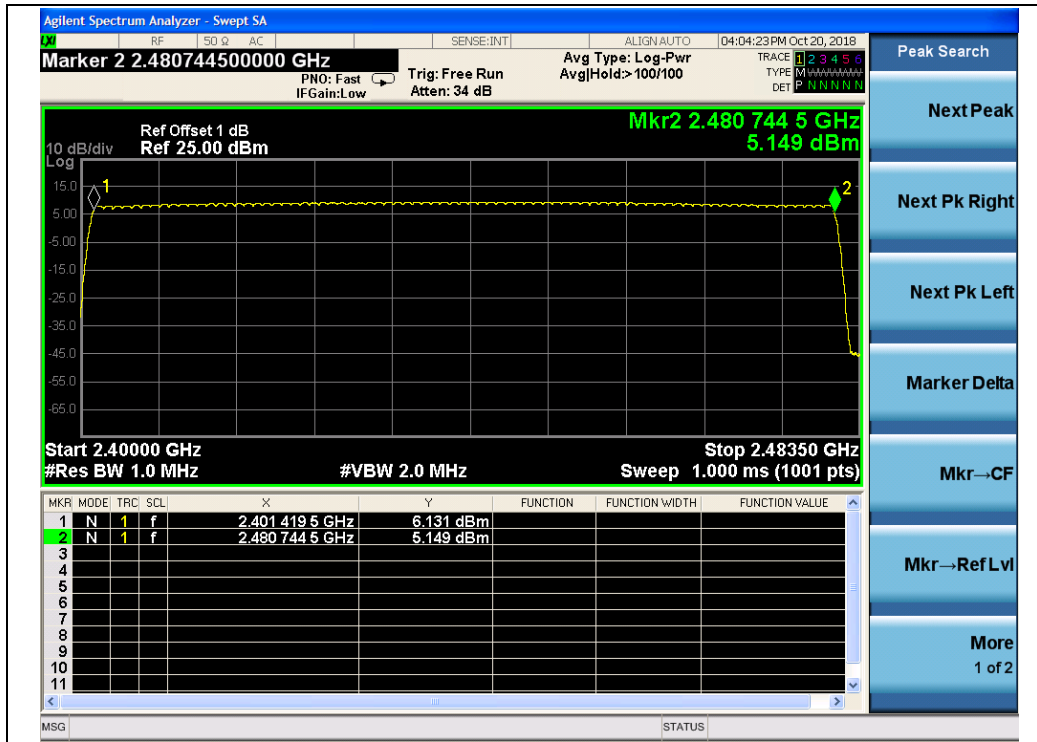 Agilent Spectrum Analyzer - Swept SA
LXI RF 50 Ω AC SENSE:INT ALIGN AUTO 04:04:23 PM Oct 20, 2018
Marker 2 2.480744500000 GHz
PNO: Fast
IFGain:Low
Trig: Free Run
Atten: 34 dB
Avg Type: Log-Pwr
Avg|Hold:>100/100
TRACE 1 2 3 4 5 6
TYPE M
DET P N N N N N
Peak Search
Next Peak
Next Pk Right
Next Pk Left
Marker Delta
Mkr→CF
Mkr→Ref Lvl
More
1 of 2
Mkr2 2.480 744 5 GHz
5.149 dBm
Ref Offset 1 dB
10 dB/div Ref 25.00 dBm
Log
15.0
5.00
-5.00
-15.0
-25.0
-35.0
-45.0
-55.0
-65.0
1
2
Start 2.40000 GHz Stop 2.48350 GHz
#Res BW 1.0 MHz #VBW 2.0 MHz Sweep 1.000 ms (1001 pts)
MKR MODE TRC SCL X Y FUNCTION FUNCTION WIDTH FUNCTION VALUE
1 N 1 f 2.401 419 5 GHz 6.131 dBm
2 N 1 f 2.480 744 5 GHz 5.149 dBm
3
4
5
6
7
8
9
10
11
MSG STATUS